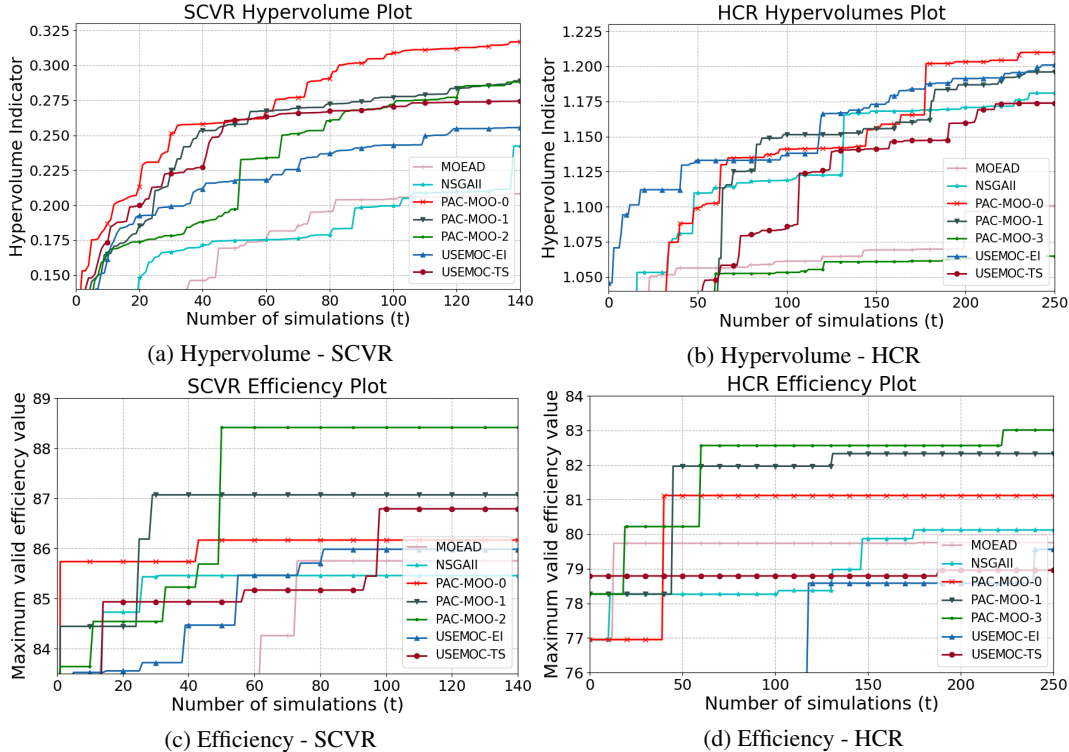 SCVR Hypervolume Plot
Hypervolume Indicator
0.325
0.300
0.275
0.250
0.225
0.200
0.175
0.150
0
20
40
60
80
100
120
140
Number of simulations (t)
MOEAD
NSGAII
PAC-MOO-0
PAC-MOO-1
PAC-MOO-2
USEMOC-EI
USEMOC-TS
(a) Hypervolume - SCVR
HCR Hypervolumes Plot
Hypervolume Indicator
1.225
1.200
1.175
1.150
1.125
1.100
1.075
1.050
0
50
100
150
200
250
Number of simulations (t)
MOEAD
NSGAII
PAC-MOO-0
PAC-MOO-1
PAC-MOO-3
USEMOC-EI
USEMOC-TS
(b) Hypervolume - HCR
SCVR Efficiency Plot
Maximum valid efficiency value
89
88
87
86
85
84
0
20
40
60
80
100
120
140
Number of simulations (t)
MOEAD
NSGAII
PAC-MOO-0
PAC-MOO-1
PAC-MOO-2
USEMOC-EI
USEMOC-TS
(c) Efficiency - SCVR
HCR Efficiency Plot
Maximum valid efficiency value
84
83
82
81
80
79
78
77
76
0
50
100
150
200
250
Number of simulations (t)
MOEAD
NSGAII
PAC-MOO-0
PAC-MOO-1
PAC-MOO-3
USEMOC-EI
USEMOC-TS
(d) Efficiency - HCR